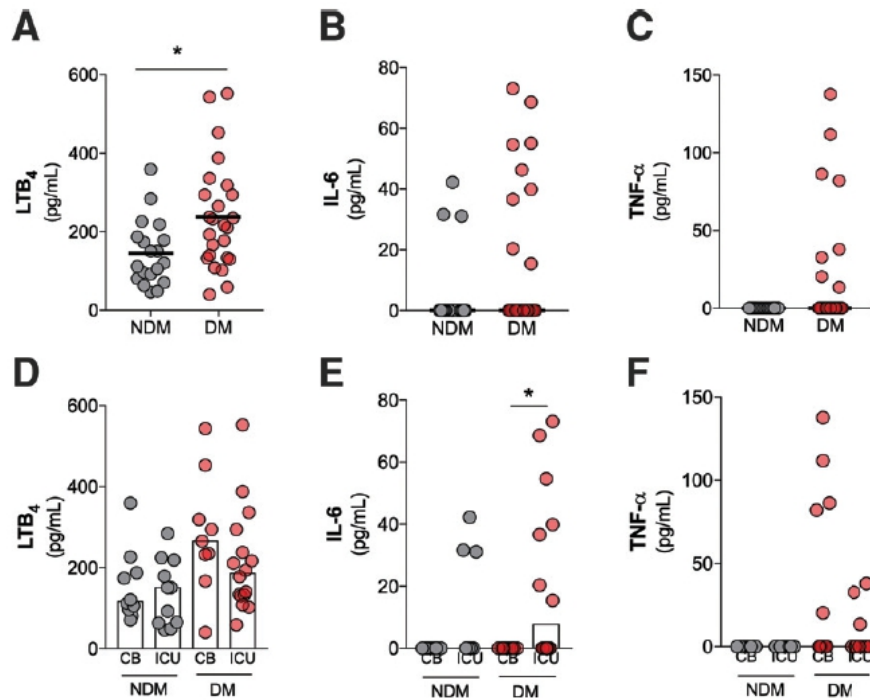 A
B
C
*
LTB4
(pg/mL)
600
400
200
0
NDM
DM
IL-6
(pg/mL)
80
60
40
20
0
NDM
DM
TNF-α
(pg/mL)
150
100
50
0
NDM
DM
D
E
F
LTB4
(pg/mL)
600
400
200
0
CB
ICU
CB
ICU
NDM
DM
*
IL-6
(pg/mL)
80
60
40
20
0
CB
ICU
CB
ICU
NDM
DM
TNF-α
(pg/mL)
150
100
50
0
CB
ICU
CB
ICU
NDM
DM